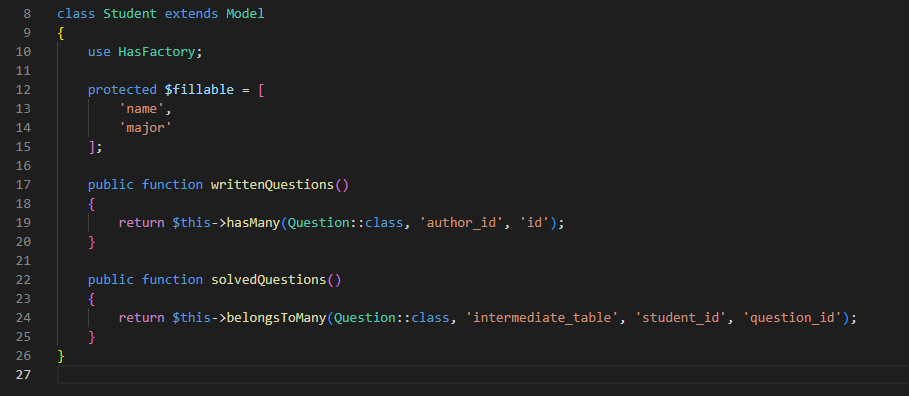 8 class Student extends Model
9 {
10     use HasFactory;
11
12     protected $fillable = [
13         'name',
14         'major'
15     ];
16
17     public function writtenQuestions()
18     {
19         return $this->hasMany(Question::class, 'author_id', 'id');
20     }
21
22     public function solvedQuestions()
23     {
24         return $this->belongsToMany(Question::class, 'intermediate_table', 'student_id', 'question_id');
25     }
26 }
27